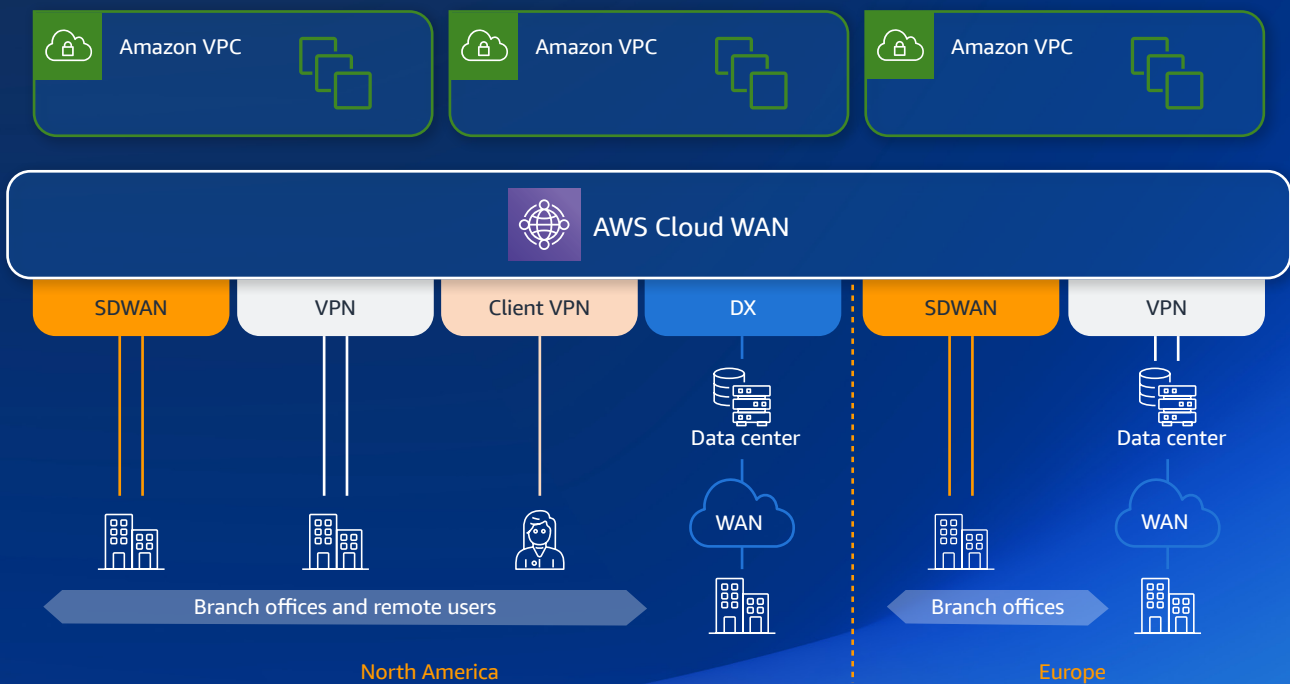 Amazon VPC
Amazon VPC
Amazon VPC
AWS Cloud WAN
SDWAN
VPN
Client VPN
DX
SDWAN
VPN
Data center
Data center
WAN
WAN
Branch offices and remote users
Branch offices
North America
Europe